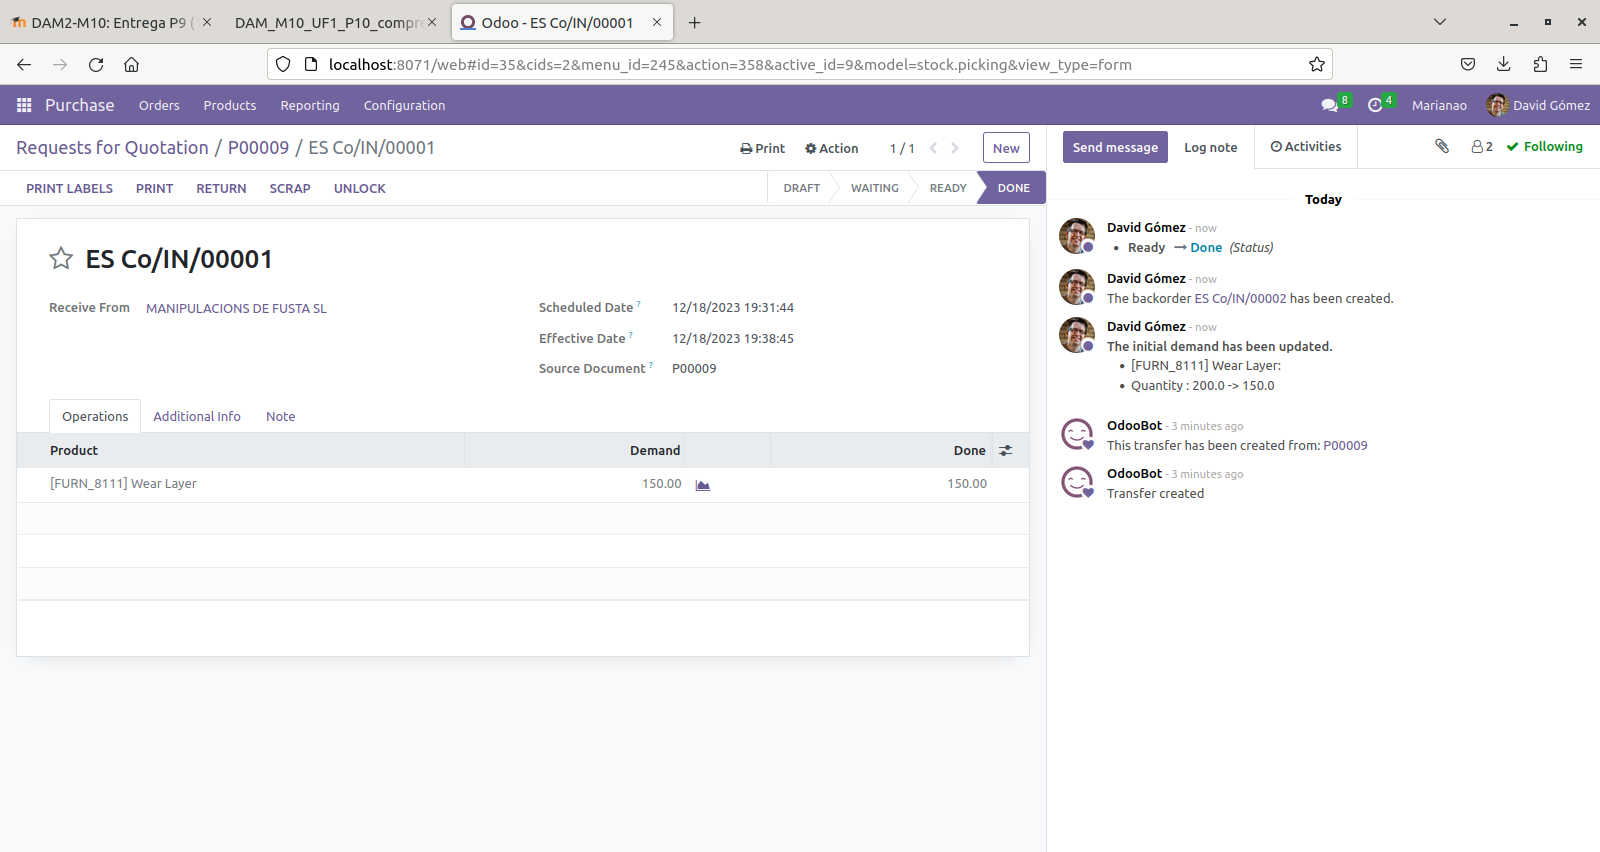 DAM2-M10: Entrega P9 (
DAM_M10_UF1_P10_compr
Odoo - ES Co/IN/00001
localhost:8071/web#id=35&cids=2&menu_id=245&action=358&active_id=9&model=stock.picking&view_type=form
Purchase Orders Products Reporting Configuration 8 4 Marianao David Gómez
Requests for Quotation / P00009 / ES Co/IN/00001 Print Action 1 / 1 New
PRINT LABELS PRINT RETURN SCRAP UNLOCK DRAFT WAITING READY DONE
ES Co/IN/00001
Receive From MANIPULACIONS DE FUSTA SL
Scheduled Date ? 12/18/2023 19:31:44
Effective Date ? 12/18/2023 19:38:45
Source Document ? P00009
Operations Additional Info Note
Product Demand Done
[FURN_8111] Wear Layer 150.00 150.00
Send message Log note Activities 2 Following
Today
David Gómez - now
• Ready → Done (Status)
David Gómez - now
The backorder ES Co/IN/00002 has been created.
David Gómez - now
The initial demand has been updated.
• [FURN_8111] Wear Layer:
• Quantity : 200.0 -> 150.0
OdooBot - 3 minutes ago
This transfer has been created from: P00009
OdooBot - 3 minutes ago
Transfer created